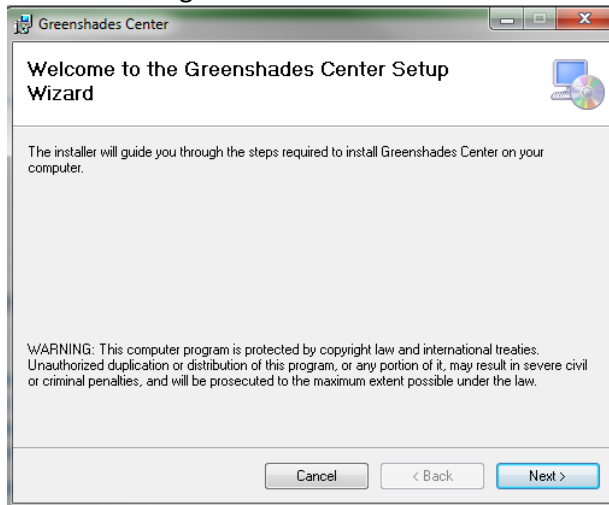 Greenshades Center
Welcome to the Greenshades Center Setup
Wizard
The installer will guide you through the steps required to install Greenshades Center on your
computer.
WARNING: This computer program is protected by copyright law and international treaties.
Unauthorized duplication or distribution of this program, or any portion of it, may result in severe civil
or criminal penalties, and will be prosecuted to the maximum extent possible under the law.
Cancel < Back Next >